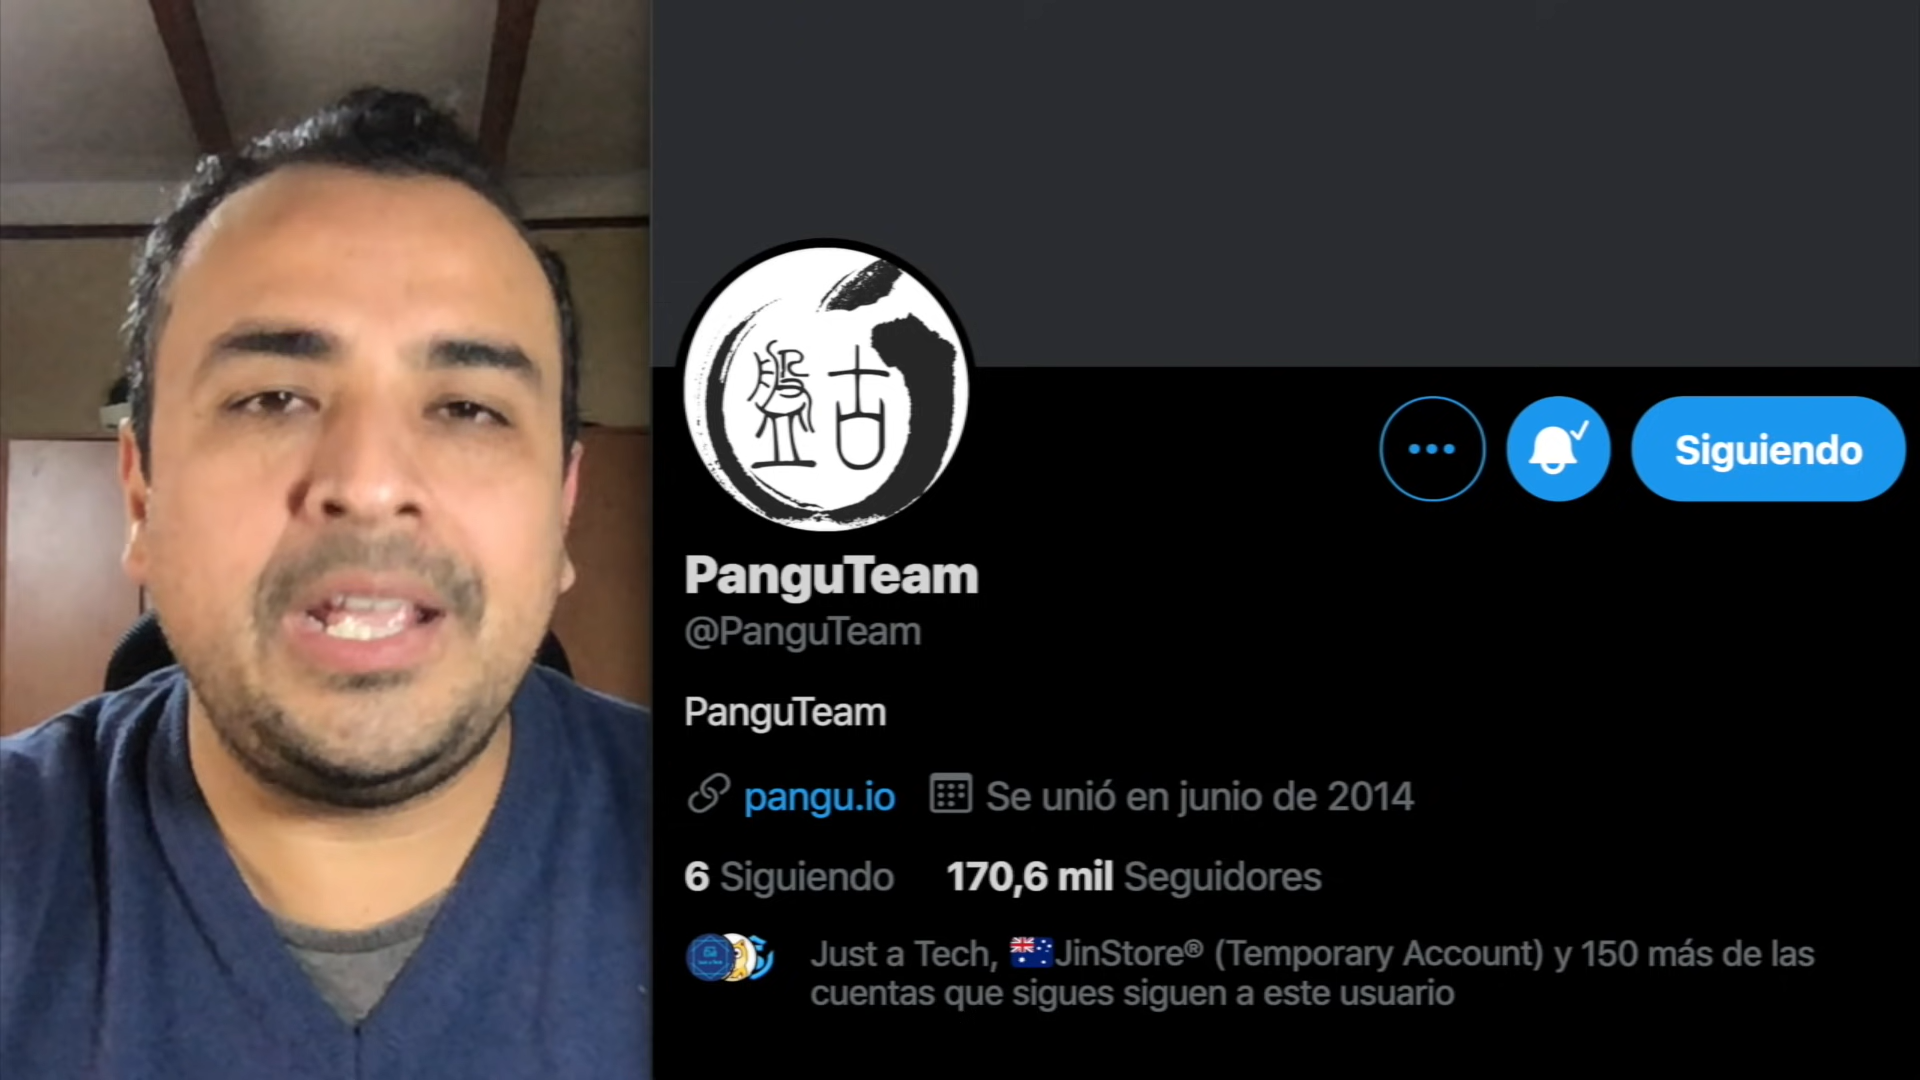 盤古
Siguiendo
PanguTeam
@PanguTeam
PanguTeam
pangu.io Se unió en junio de 2014
6 Siguiendo 170,6 mil Seguidores
Just a Tech, 🇦🇺JinStore® (Temporary Account) y 150 más de las
cuentas que sigues siguen a este usuario